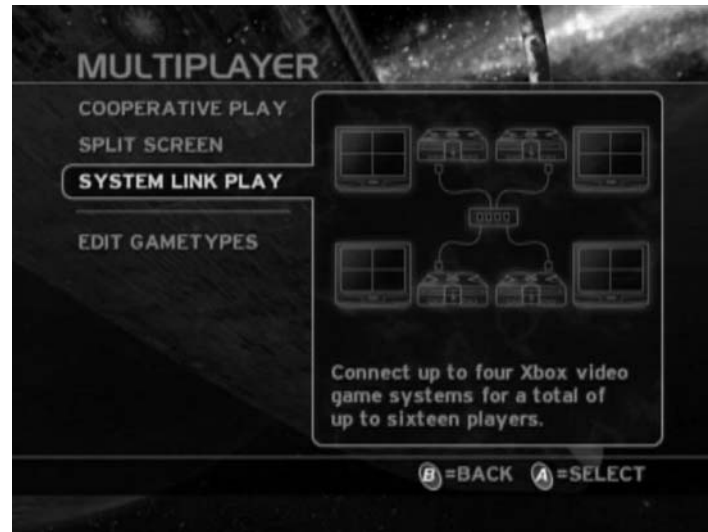 MULTIPLAYER
COOPERATIVE PLAY
SPLIT SCREEN
SYSTEM LINK PLAY
EDIT GAMETYPES
Connect up to four Xbox video
game systems for a total of
up to sixteen players.
B=BACK A=SELECT